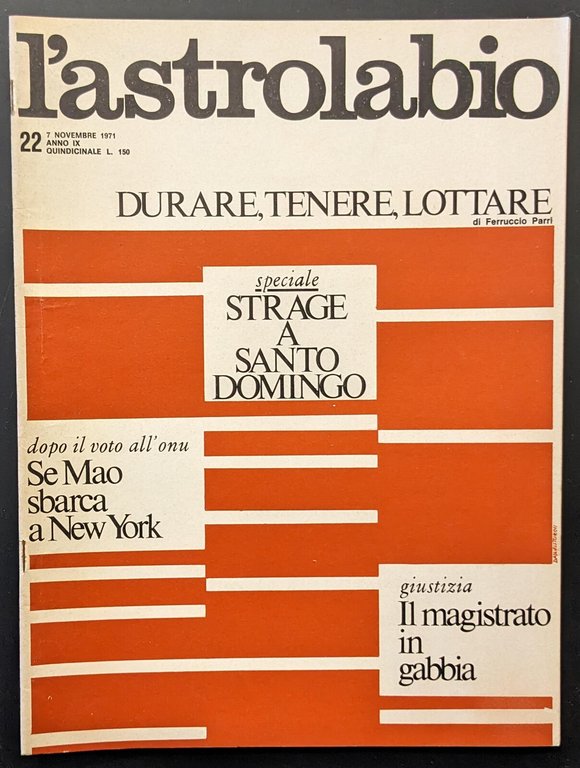 l'astrolabio
22
7 NOVEMBRE 1971
ANNO IX
QUINDICINALE L. 150
DURARE, TENERE, LOTTARE
di Ferruccio Parri
speciale
STRAGE
A
SANTO
DOMINGO
dopo il voto all'onu
Se Mao
sbarca
a New York
giustizia
Il magistrato
in
gabbia